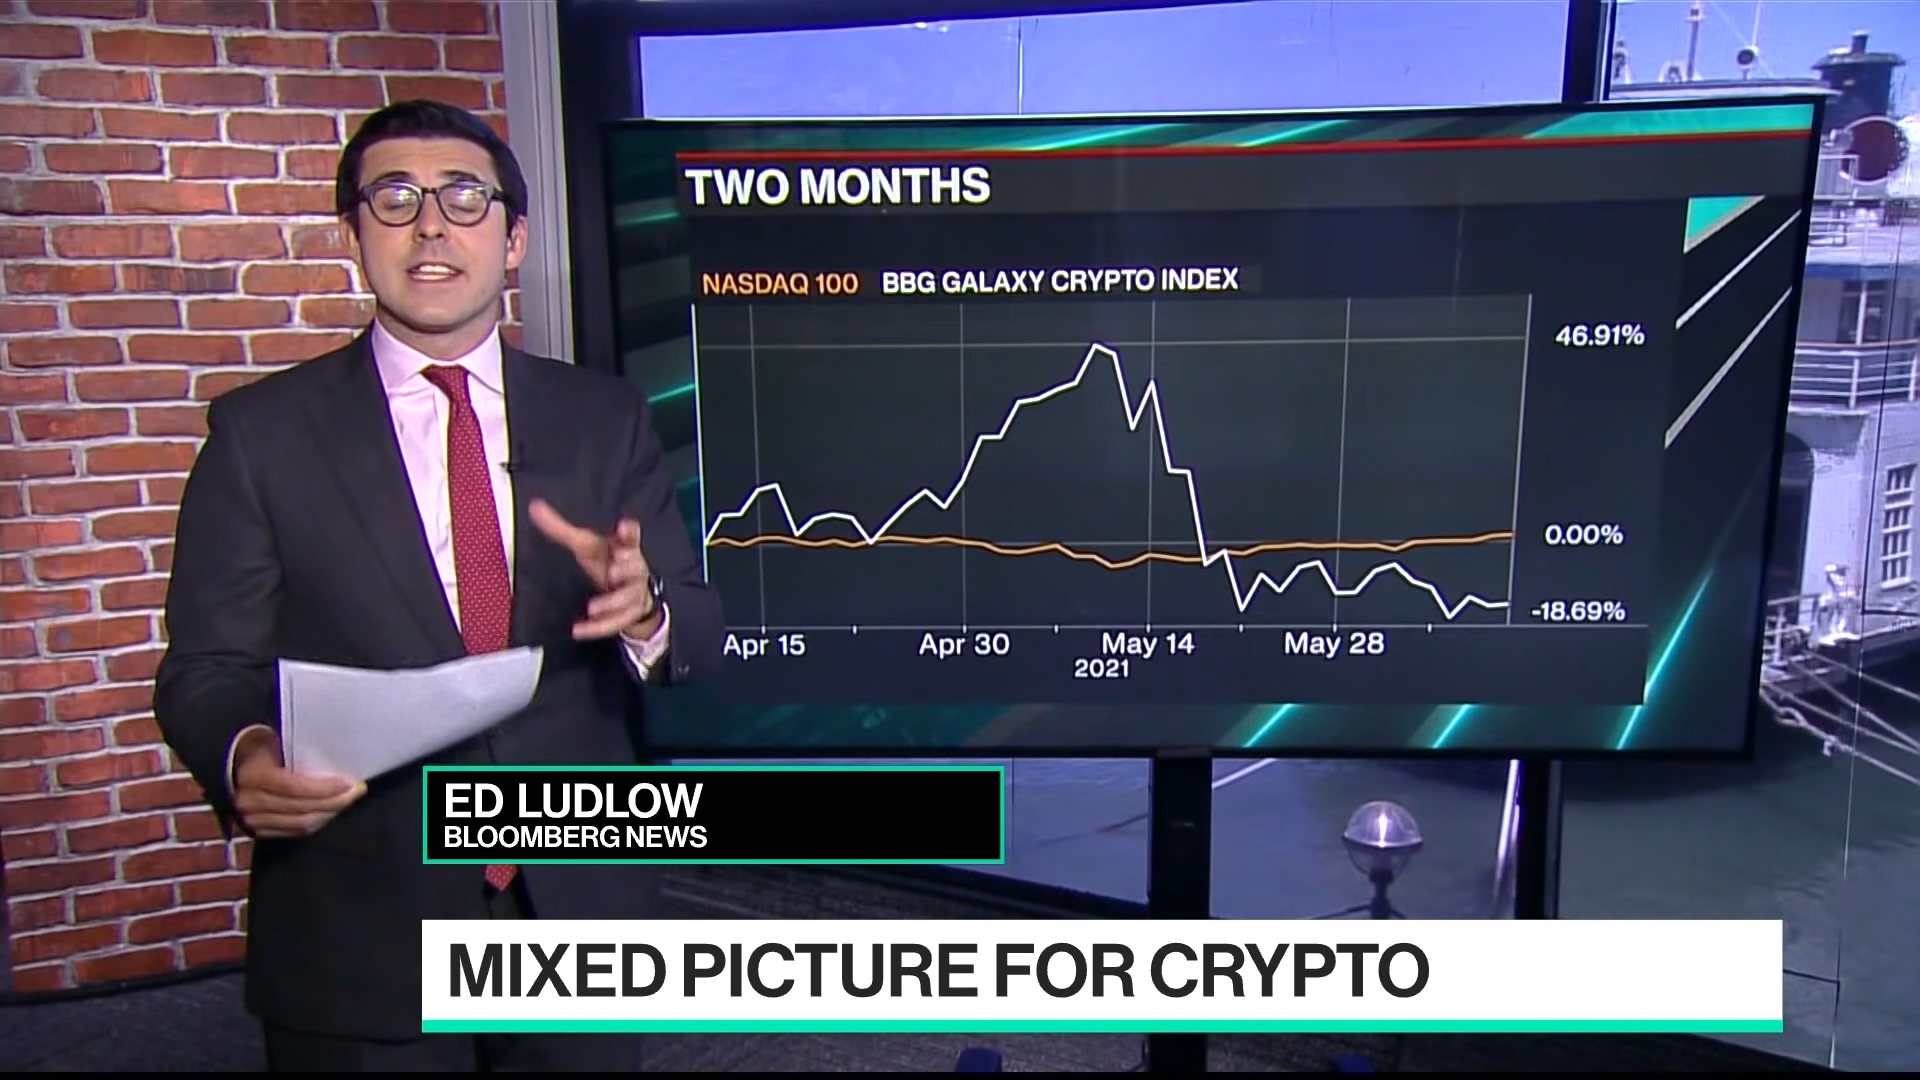 TWO MONTHS
NASDAQ 100 BBG GALAXY CRYPTO INDEX
46.91%
0.00%
-18.69%
Apr 15 Apr 30 May 14 May 28
2021
ED LUDLOW
BLOOMBERG NEWS
MIXED PICTURE FOR CRYPTO